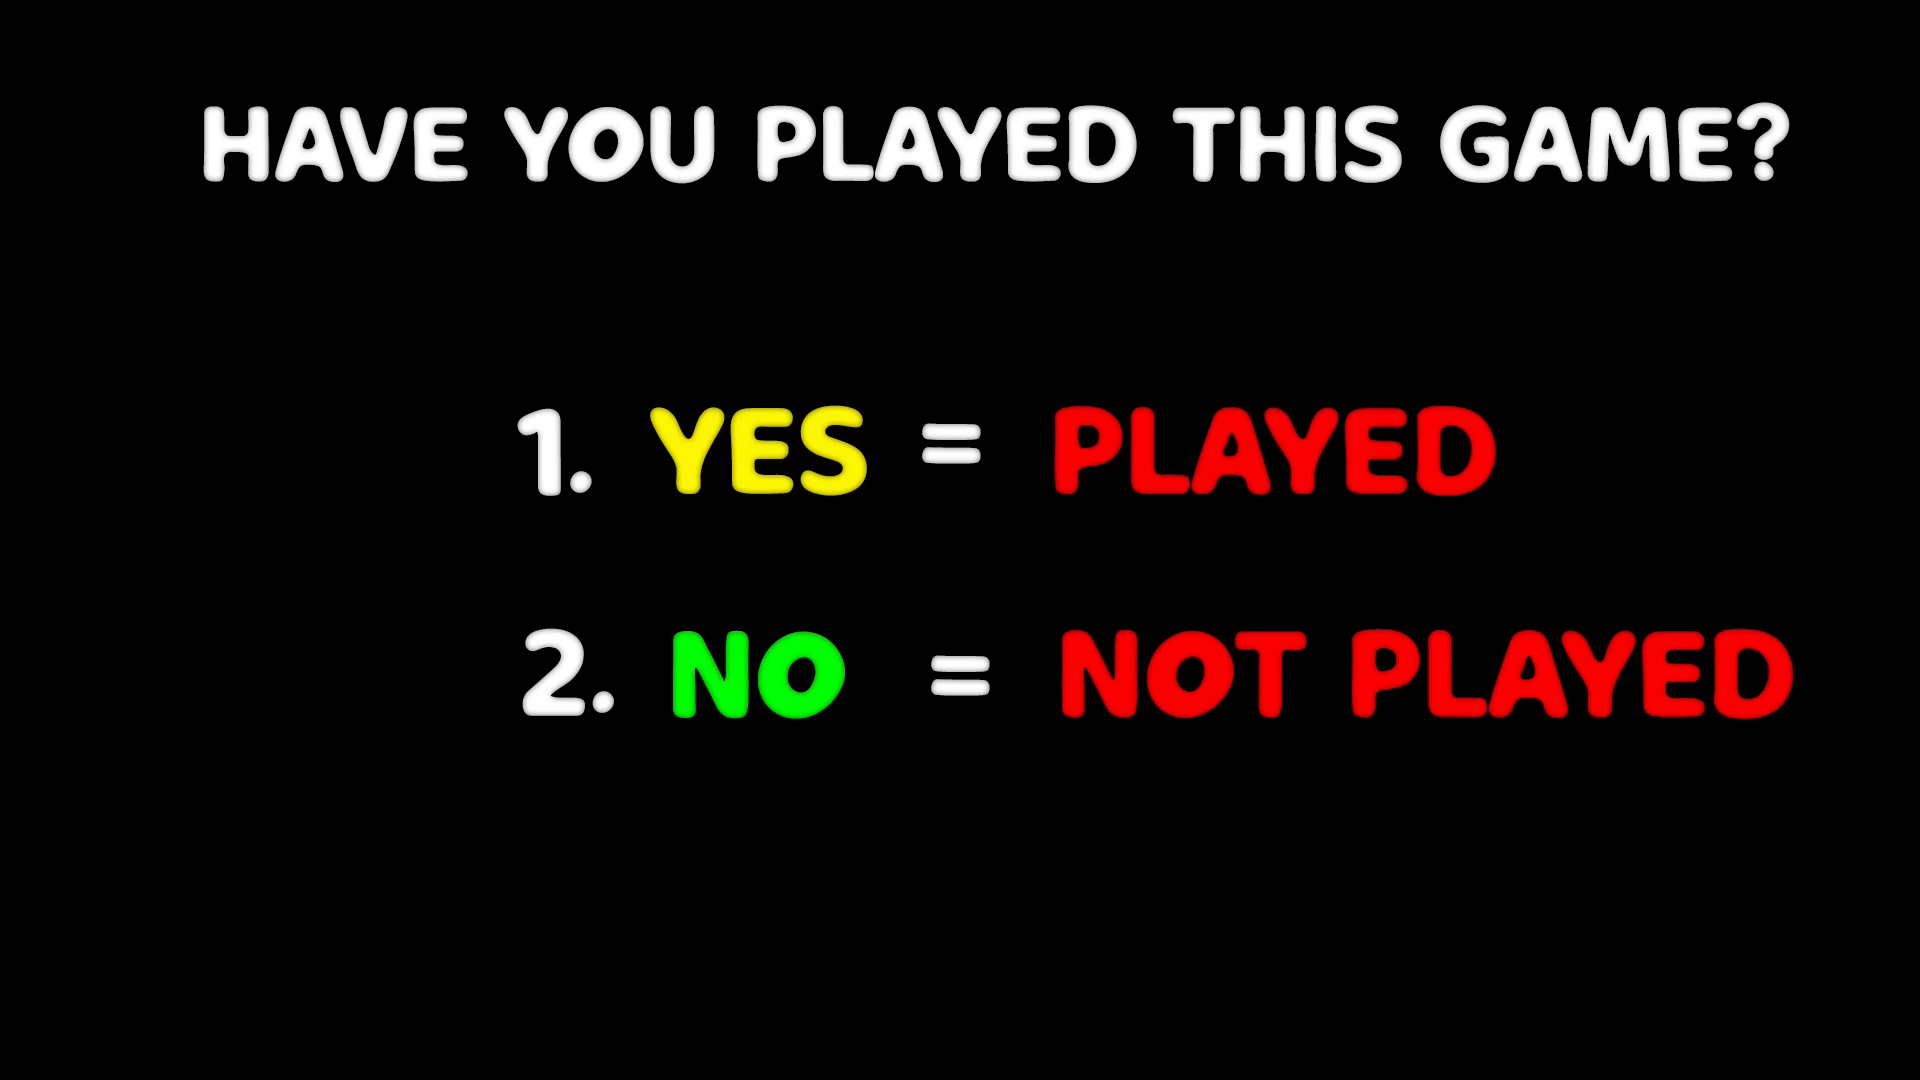 HAVE YOU PLAYED THIS GAME?
1. YES = PLAYED
2. NO = NOT PLAYED